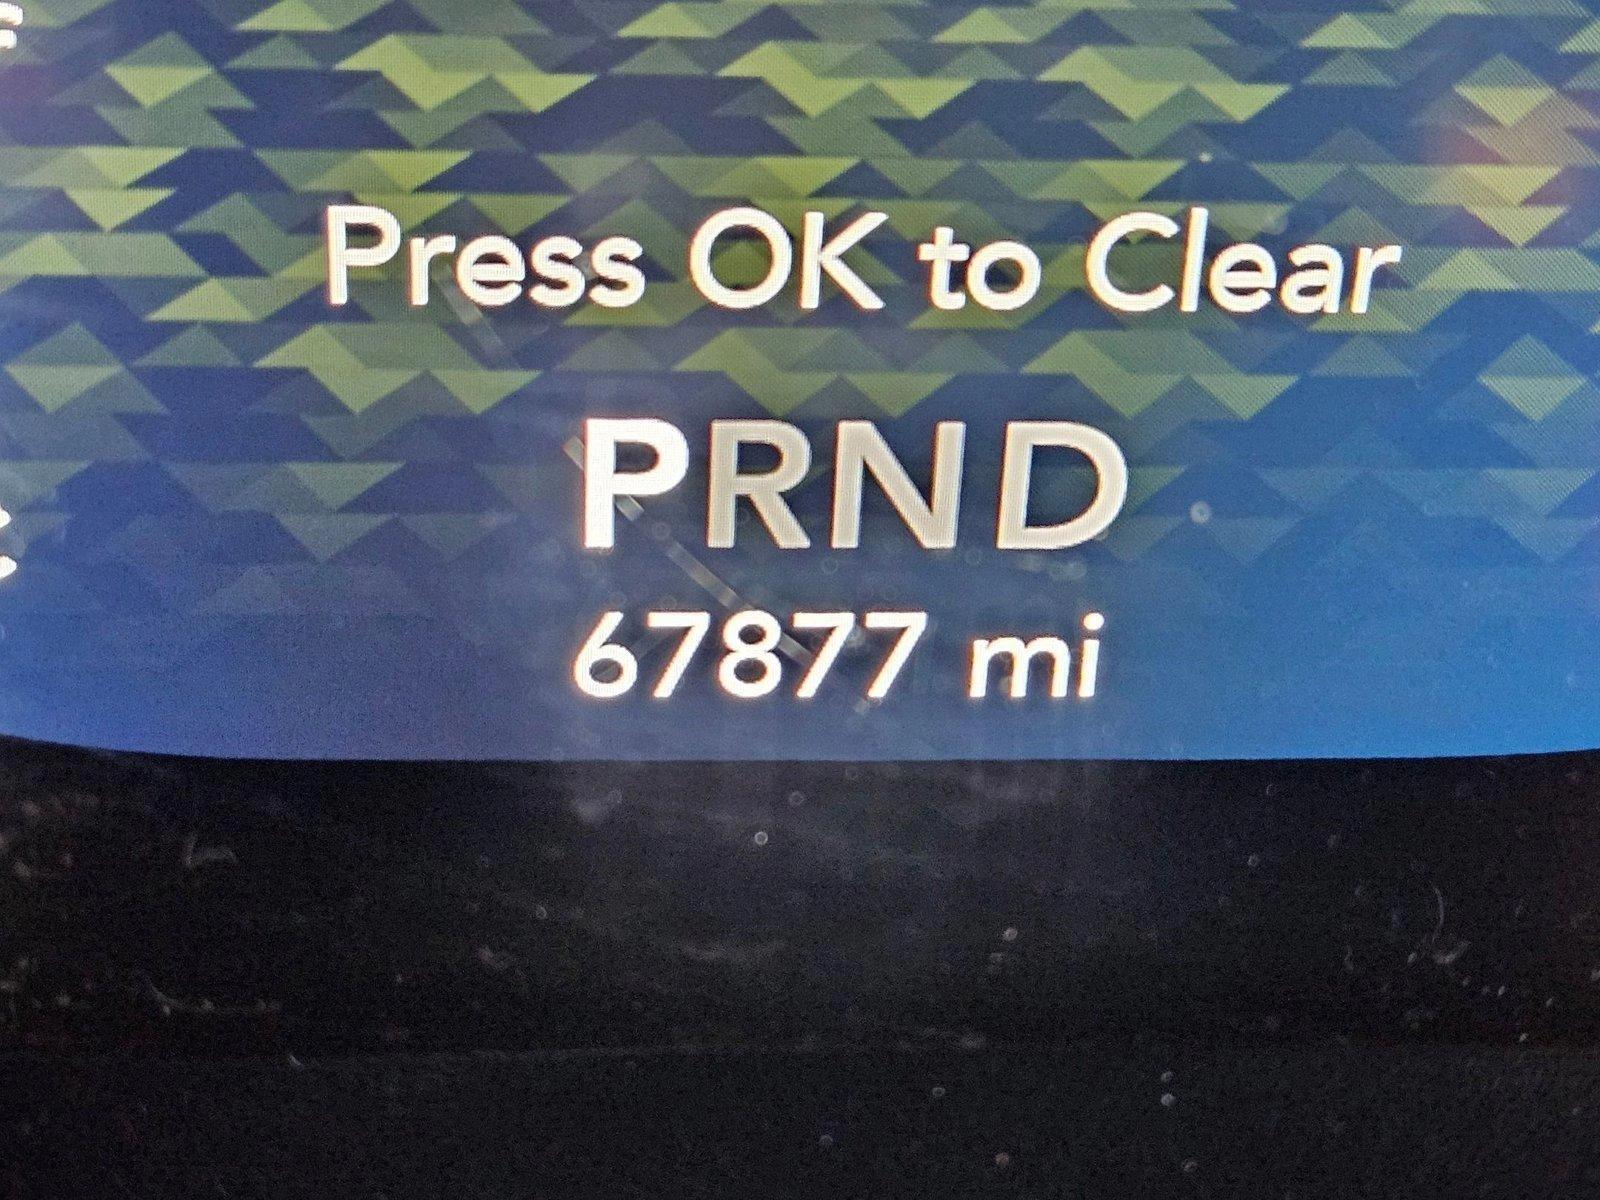 Press OK to Clear
PRND
67877 mi